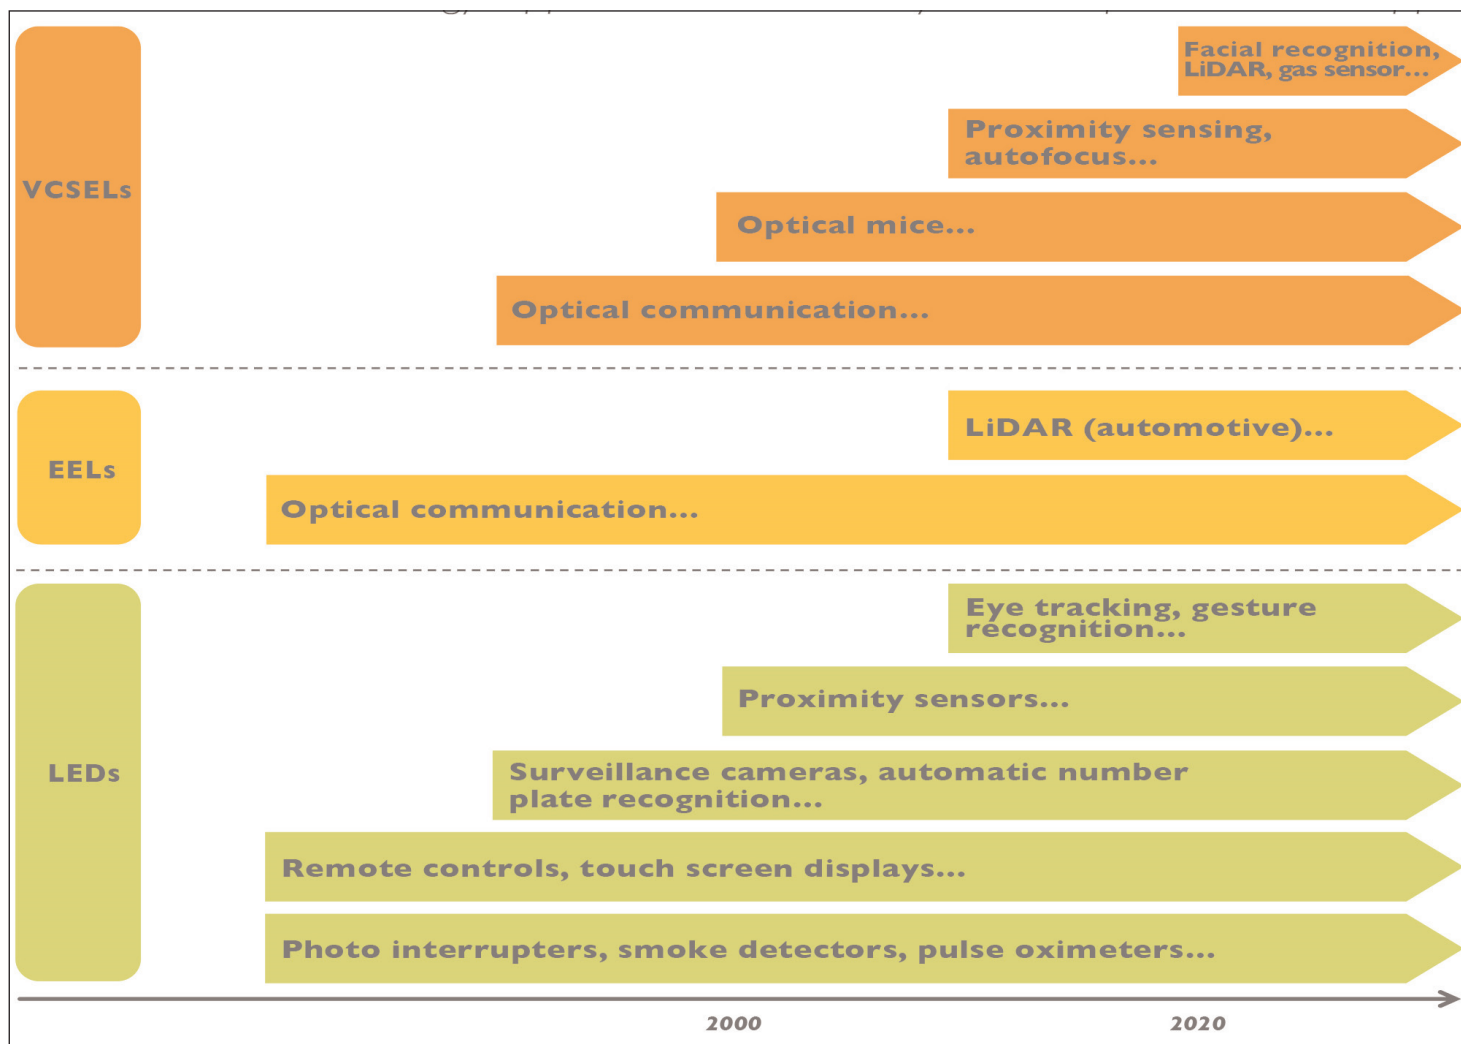 Facial recognition,
LiDAR, gas sensor...
Proximity sensing,
autofocus...
VCSELs
Optical mice...
Optical communication...
LiDAR (automotive)...
EELs
Optical communication...
Eye tracking, gesture
recognition...
Proximity sensors...
LEDs
Surveillance cameras, automatic number
plate recognition...
Remote controls, touch screen displays...
Photo interrupters, smoke detectors, pulse oximeters...
2000
2020